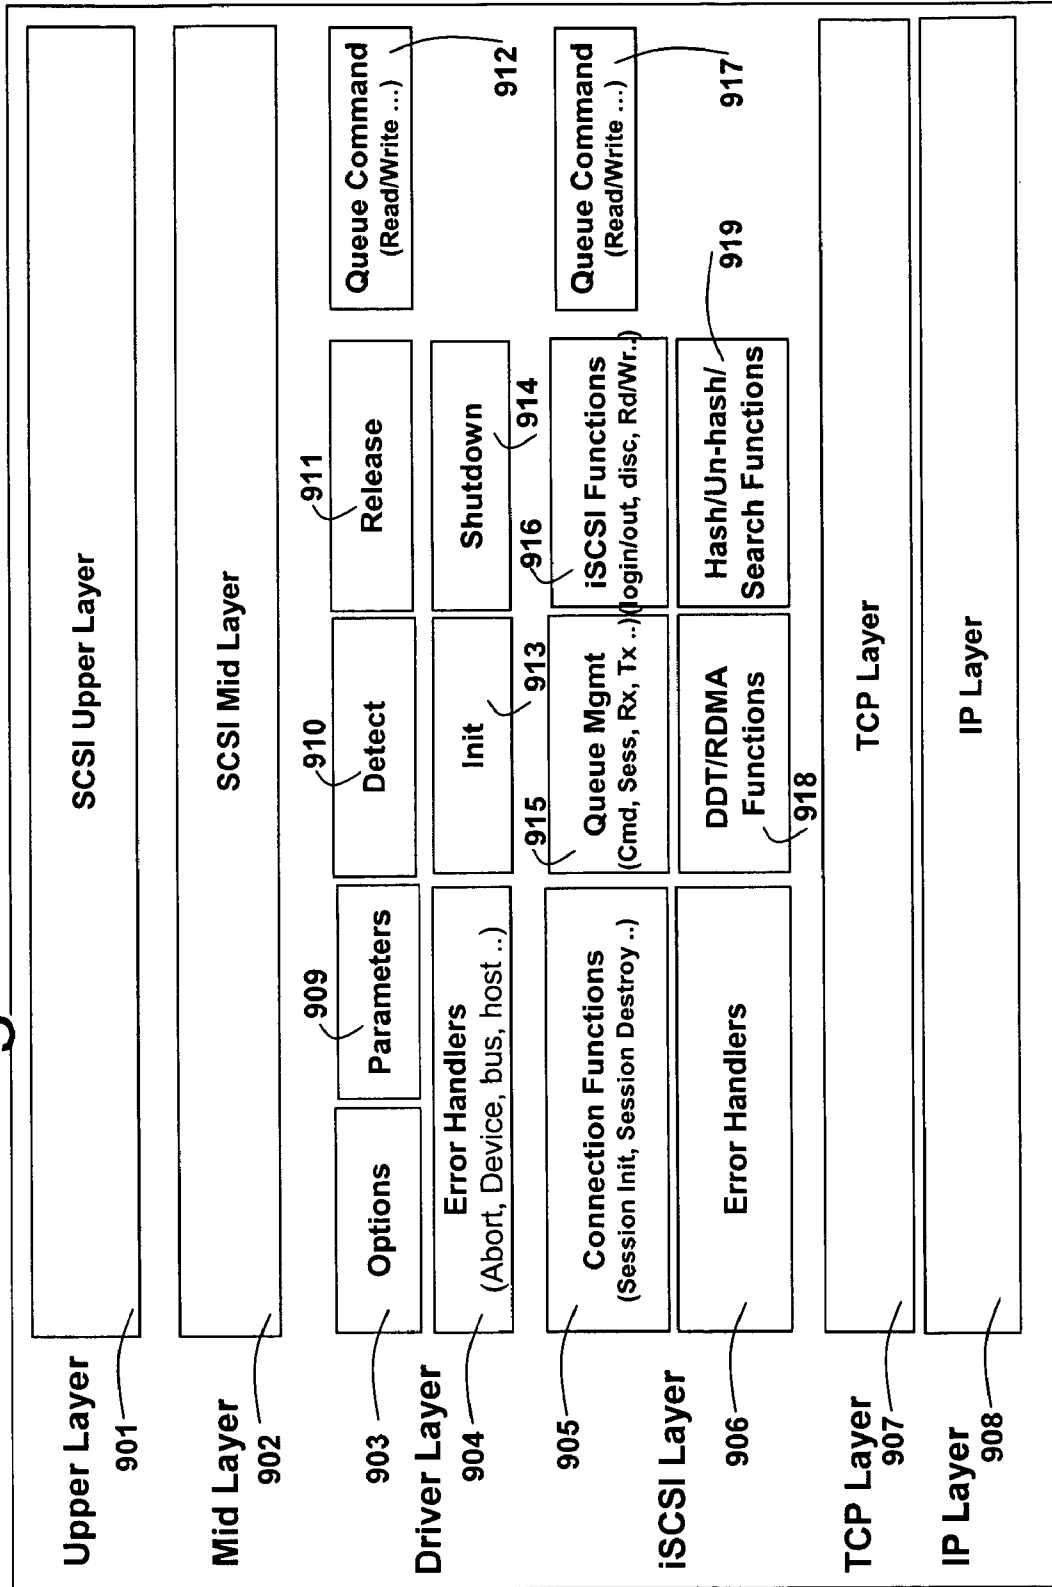 Upper Layer
901
SCSI Upper Layer
Mid Layer
902
SCSI Mid Layer
Driver Layer
903
Options
909
Parameters
910
Detect
911
Release
Queue Command
(Read/Write ...)
912
904
Error Handlers
(Abort, Device, bus, host ..)
Init
913
Shutdown
914
iSCSI Layer
905
Connection Functions
(Session Init, Session Destroy ..)
915
Queue Mgmt
(Cmd, Sess, Rx, Tx ..)
916
iSCSI Functions
(login/out, disc, Rd/Wr..)
Queue Command
(Read/Write ...)
917
906
Error Handlers
DDT/RDMA
Functions
918
Hash/Un-hash/
Search Functions
919
TCP Layer
907
TCP Layer
IP Layer
908
IP Layer